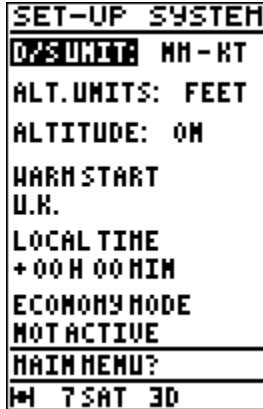 SET-UP SYSTEM
D/S UNIT: NM-KT
ALT.UNITS: FEET
ALTITUDE: ON
WARM START
U.K.
LOCAL TIME
+00 H 00 MIN
ECONOMY MODE
NOT ACTIVE
MAIN MENU?
7 SAT 3D